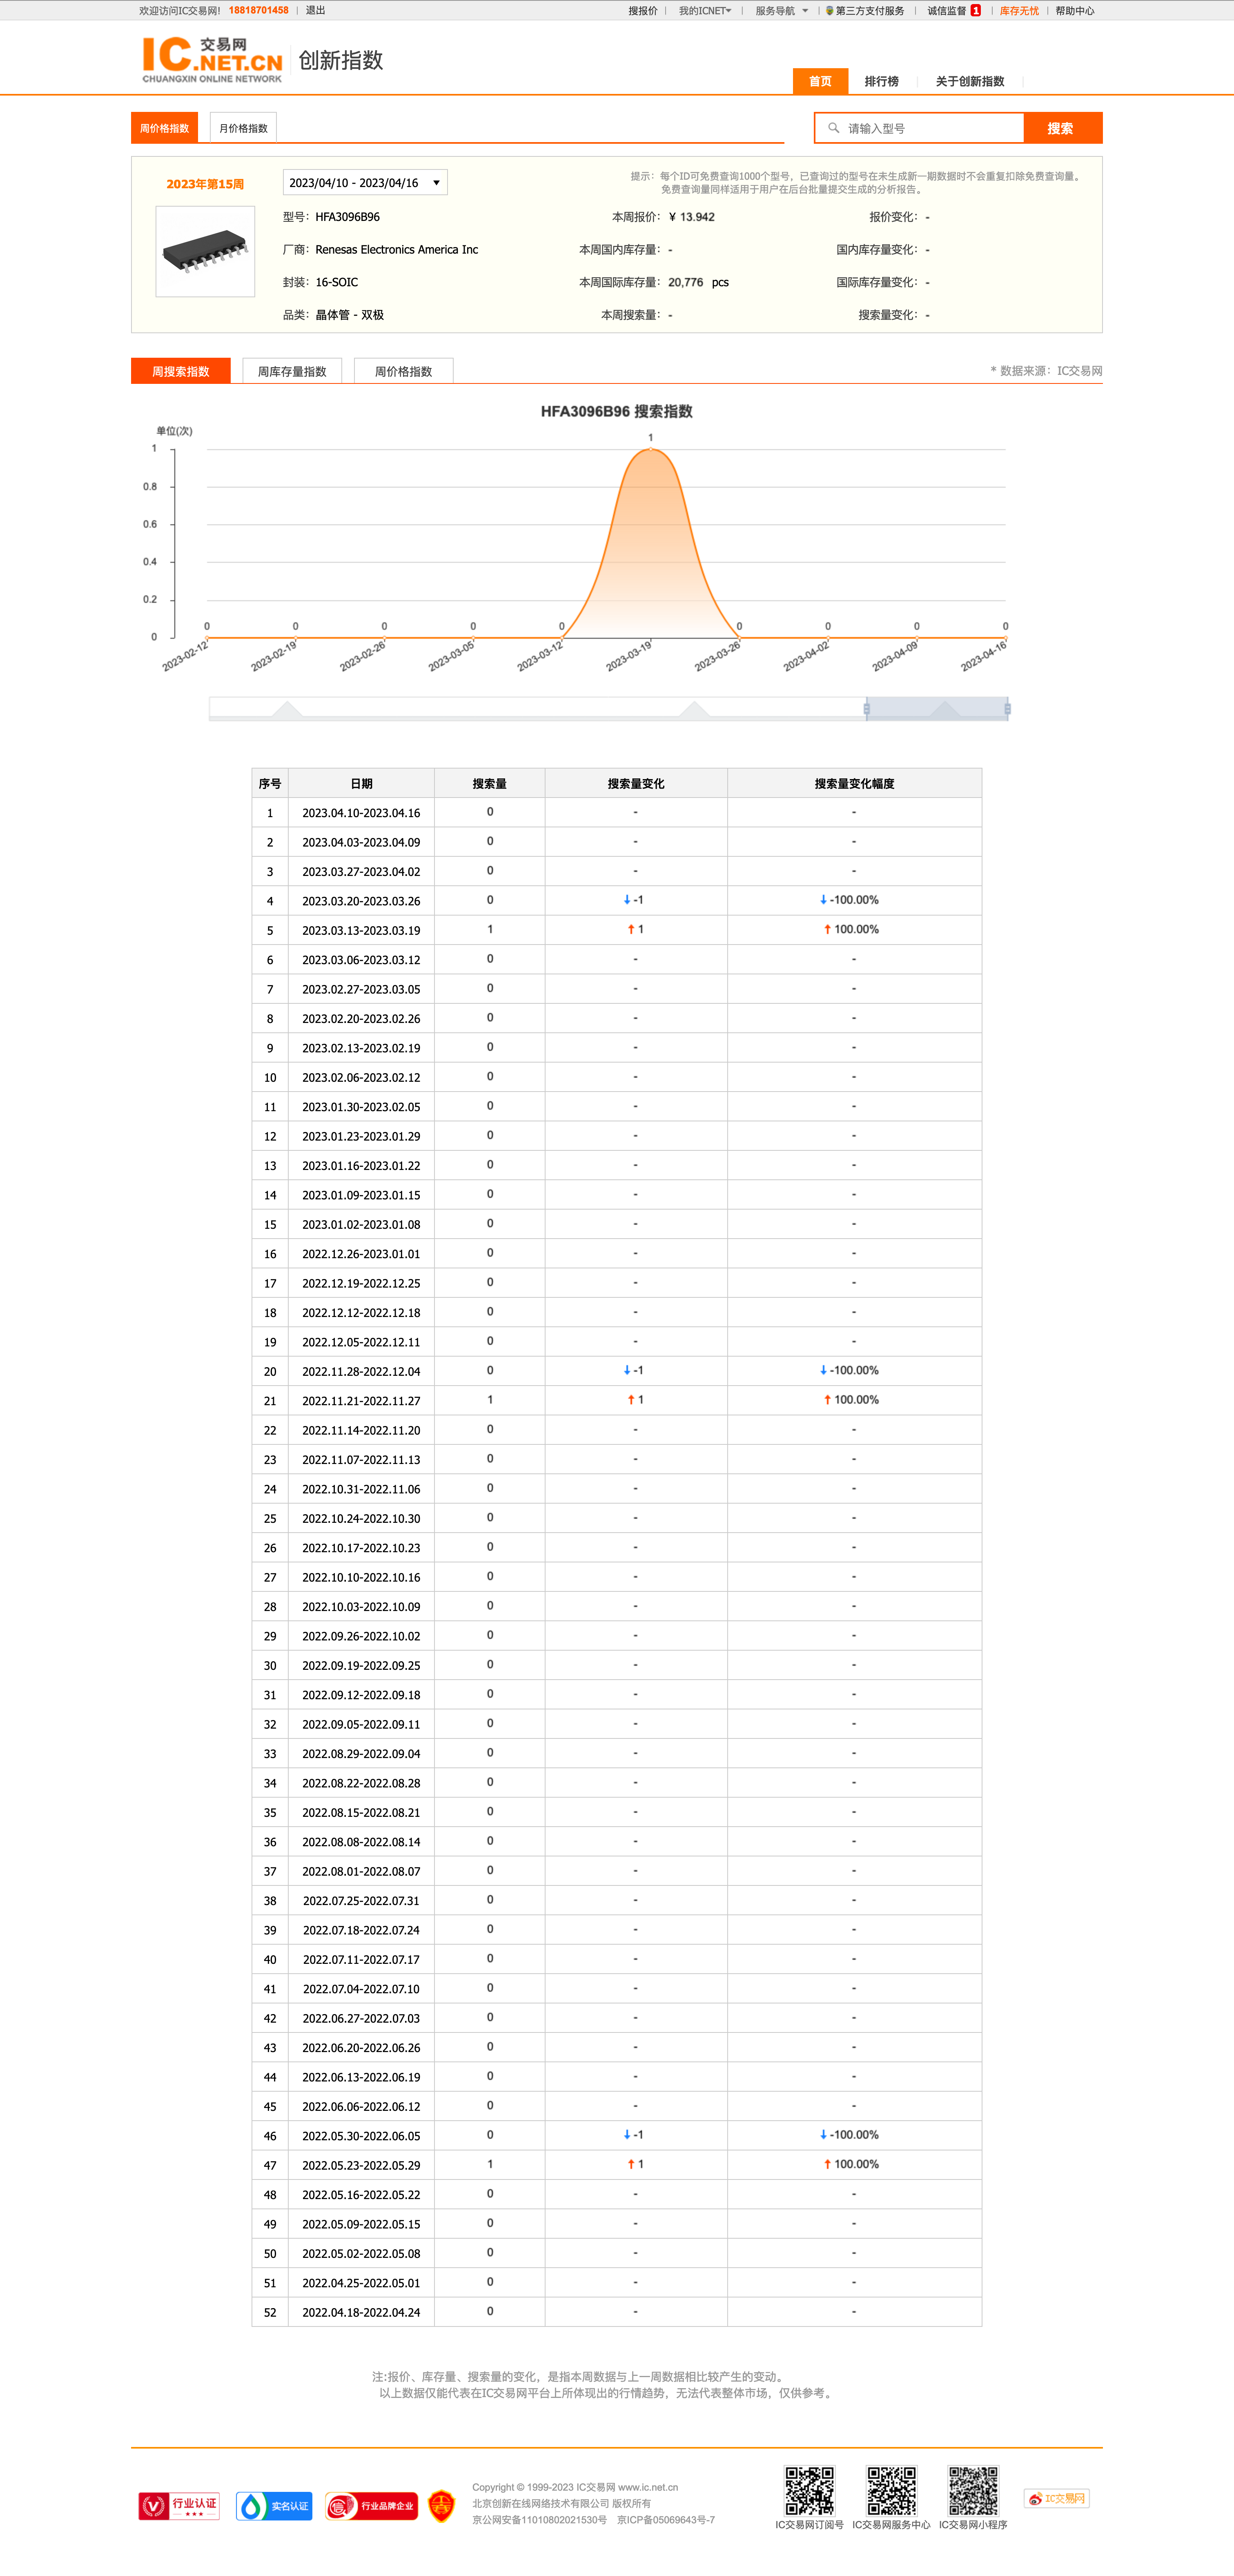 欢迎访问IC交易网! 18818701458 | 退出 搜报价 | 我的ICNET | 服务导航 | 第三方支付服务 | 诚信监督 1 | 库存无忧 | 帮助中心
IC 交易网 .NET.CN
CHUANGXIN ONLINE NETWORK
创新指数
首页 排行榜 关于创新指数
周价格指数 月价格指数 请输入型号 搜索
2023年第15周 2023/04/10 - 2023/04/16
提示：每个ID可免费查询1000个型号，已查询过的型号在未生成新一期数据时不会重复扣除免费查询量。
免费查询量同样适用于用户在后台批量提交生成的分析报告。
型号：HFA3096B96 本周报价：¥ 13.942 报价变化：-
厂商：Renesas Electronics America Inc 本周国内库存量：- 国内库存量变化：-
封装：16-SOIC 本周国际库存量：20,776 pcs 国际库存量变化：-
品类：晶体管 - 双极 本周搜索量：- 搜索量变化：-
周搜索指数 周库存量指数 周价格指数 * 数据来源：IC交易网
HFA3096B96 搜索指数
单位(次)
1
1
0.8
0.6
0.4
0.2
0
0 0 0 0 0 0 0 0 0
2023-02-12 2023-02-19 2023-02-26 2023-03-05 2023-03-12 2023-03-19 2023-03-26 2023-04-02 2023-04-09 2023-04-16
序号 日期 搜索量 搜索量变化 搜索量变化幅度
1 2023.04.10-2023.04.16 0 - -
2 2023.04.03-2023.04.09 0 - -
3 2023.03.27-2023.04.02 0 - -
4 2023.03.20-2023.03.26 0 ↓ -1 ↓ -100.00%
5 2023.03.13-2023.03.19 1 ↑ 1 ↑ 100.00%
6 2023.03.06-2023.03.12 0 - -
7 2023.02.27-2023.03.05 0 - -
8 2023.02.20-2023.02.26 0 - -
9 2023.02.13-2023.02.19 0 - -
10 2023.02.06-2023.02.12 0 - -
11 2023.01.30-2023.02.05 0 - -
12 2023.01.23-2023.01.29 0 - -
13 2023.01.16-2023.01.22 0 - -
14 2023.01.09-2023.01.15 0 - -
15 2023.01.02-2023.01.08 0 - -
16 2022.12.26-2023.01.01 0 - -
17 2022.12.19-2022.12.25 0 - -
18 2022.12.12-2022.12.18 0 - -
19 2022.12.05-2022.12.11 0 - -
20 2022.11.28-2022.12.04 0 ↓ -1 ↓ -100.00%
21 2022.11.21-2022.11.27 1 ↑ 1 ↑ 100.00%
22 2022.11.14-2022.11.20 0 - -
23 2022.11.07-2022.11.13 0 - -
24 2022.10.31-2022.11.06 0 - -
25 2022.10.24-2022.10.30 0 - -
26 2022.10.17-2022.10.23 0 - -
27 2022.10.10-2022.10.16 0 - -
28 2022.10.03-2022.10.09 0 - -
29 2022.09.26-2022.10.02 0 - -
30 2022.09.19-2022.09.25 0 - -
31 2022.09.12-2022.09.18 0 - -
32 2022.09.05-2022.09.11 0 - -
33 2022.08.29-2022.09.04 0 - -
34 2022.08.22-2022.08.28 0 - -
35 2022.08.15-2022.08.21 0 - -
36 2022.08.08-2022.08.14 0 - -
37 2022.08.01-2022.08.07 0 - -
38 2022.07.25-2022.07.31 0 - -
39 2022.07.18-2022.07.24 0 - -
40 2022.07.11-2022.07.17 0 - -
41 2022.07.04-2022.07.10 0 - -
42 2022.06.27-2022.07.03 0 - -
43 2022.06.20-2022.06.26 0 - -
44 2022.06.13-2022.06.19 0 - -
45 2022.06.06-2022.06.12 0 - -
46 2022.05.30-2022.06.05 0 ↓ -1 ↓ -100.00%
47 2022.05.23-2022.05.29 1 ↑ 1 ↑ 100.00%
48 2022.05.16-2022.05.22 0 - -
49 2022.05.09-2022.05.15 0 - -
50 2022.05.02-2022.05.08 0 - -
51 2022.04.25-2022.05.01 0 - -
52 2022.04.18-2022.04.24 0 - -
注:报价、库存量、搜索量的变化，是指本周数据与上一周数据相比较产生的变动。
以上数据仅能代表在IC交易网平台上所体现出的行情趋势，无法代表整体市场，仅供参考。
行业认证 实名认证 信 行业品牌企业
Copyright © 1999-2023 IC交易网 www.ic.net.cn
北京创新在线网络技术有限公司 版权所有
京公网安备11010802021530号 京ICP备05069643号-7
IC交易网订阅号 IC交易网服务中心 IC交易网小程序
IC交易网